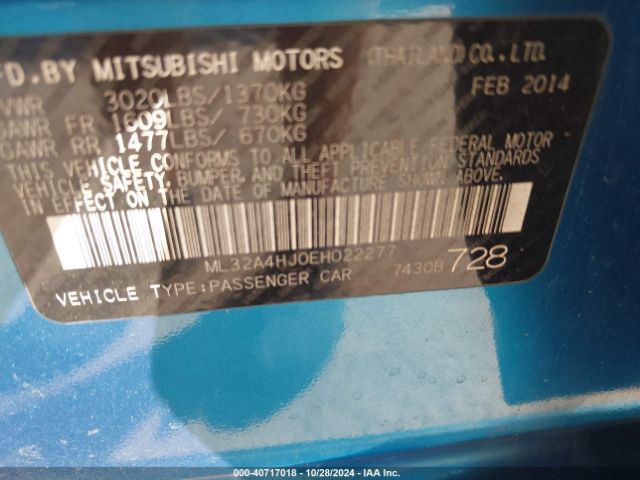 FD.BY MITSUBISHI MOTORS (THAILAND) CO., LTD.
FEB 2014
VWR 3020LBS/1370KG
GAWR FR 1609LBS/ 730KG
GAWR RR 1477LBS/ 670KG
THIS VEHICLE CONFORMS TO ALL APPLICABLE FEDERAL MOTOR
VEHICLE SAFETY, BUMPER, AND THEFT PREVENTION STANDARDS
IN EFFECT ON THE DATE OF MANUFACTURE SHOWN ABOVE.
ML32A4HJ0EH022277
7430B 728
VEHICLE TYPE:PASSENGER CAR
000-40717018 | 10/28/2024 | IAA Inc.